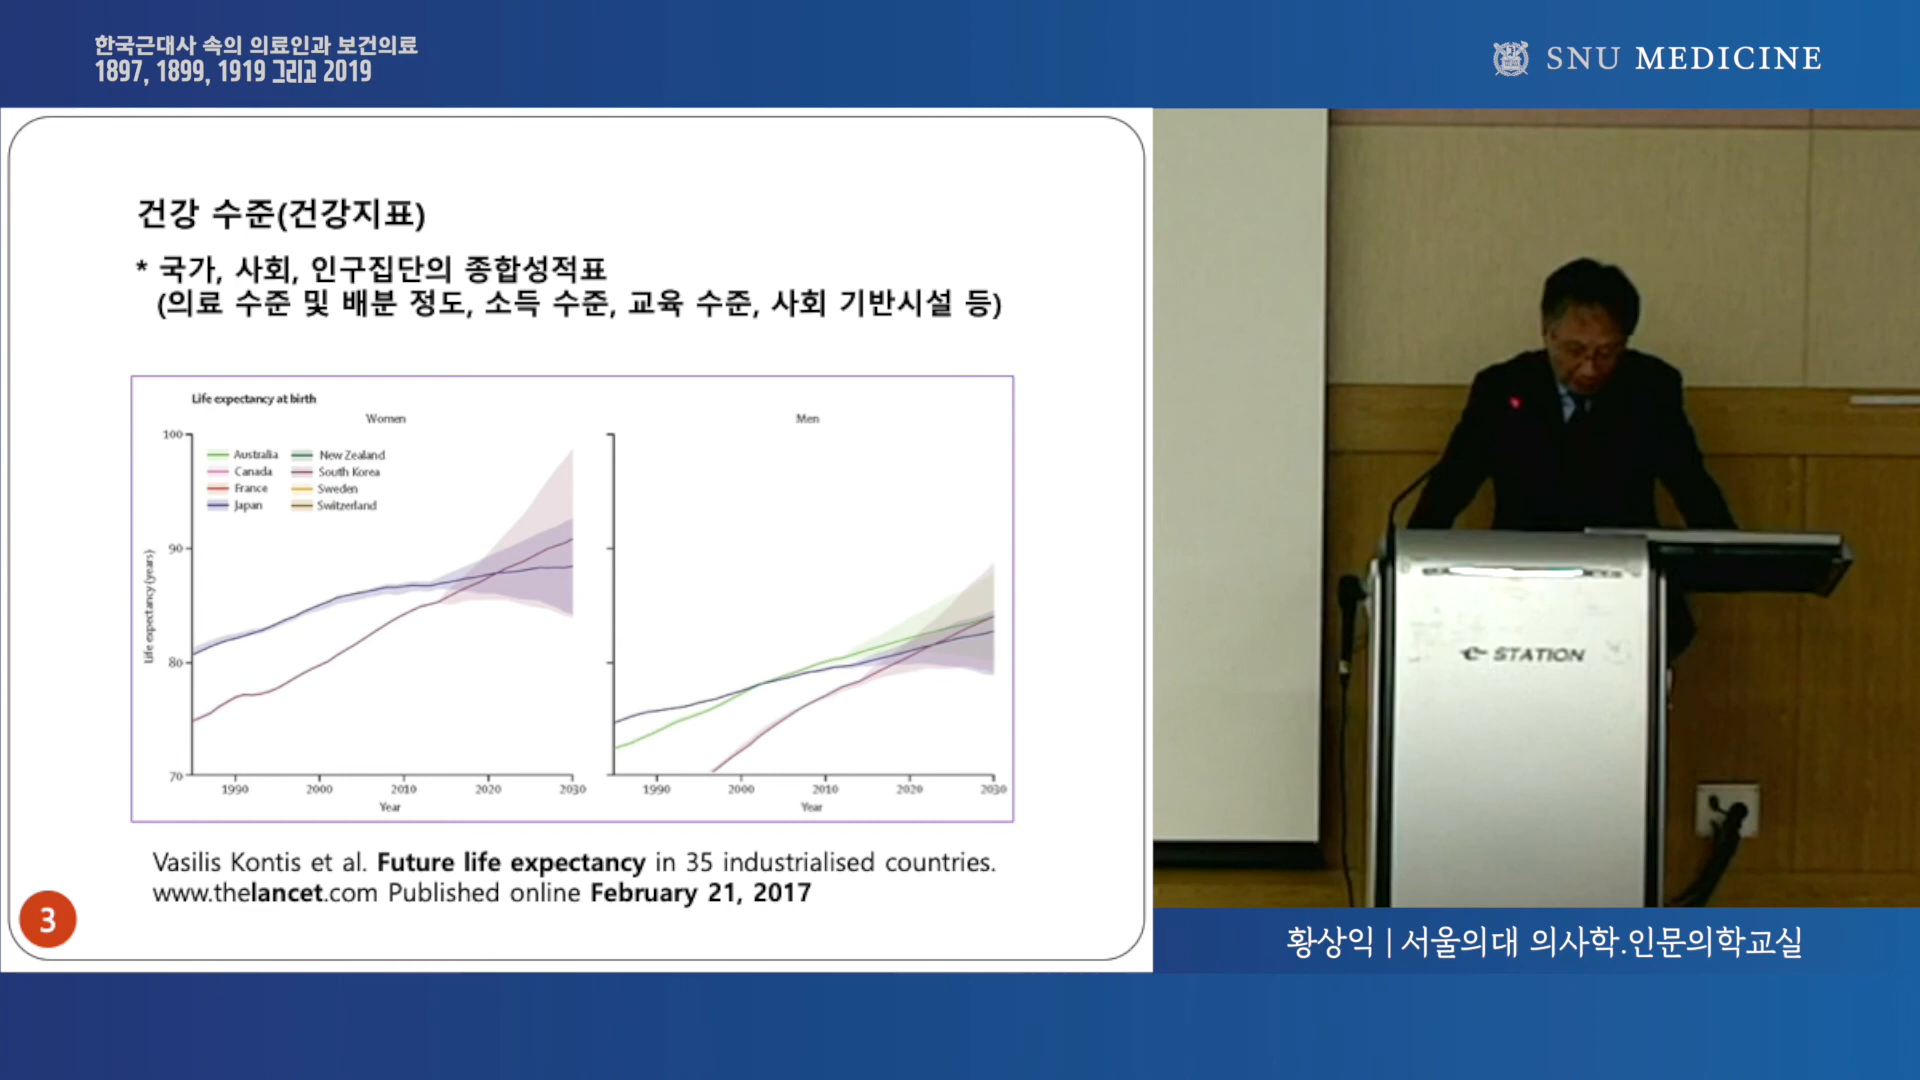 한국근대사 속의 의료인과 보건의료
1897, 1899, 1919 그리고 2019
SNU MEDICINE
건강 수준(건강지표)
* 국가, 사회, 인구집단의 종합성적표
(의료 수준 및 배분 정도, 소득 수준, 교육 수준, 사회 기반시설 등)
Life expectancy at birth
Women
Men
Life expectancy (years)
100
90
80
70
Australia
Canada
France
Japan
New Zealand
South Korea
Sweden
Switzerland
1990 2000 2010 2020 2030
Year
1990 2000 2010 2020 2030
Year
Vasilis Kontis et al. Future life expectancy in 35 industrialised countries.
www.thelancet.com Published online February 21, 2017
3
e-STATION
황상익 | 서울의대 의사학.인문의학교실